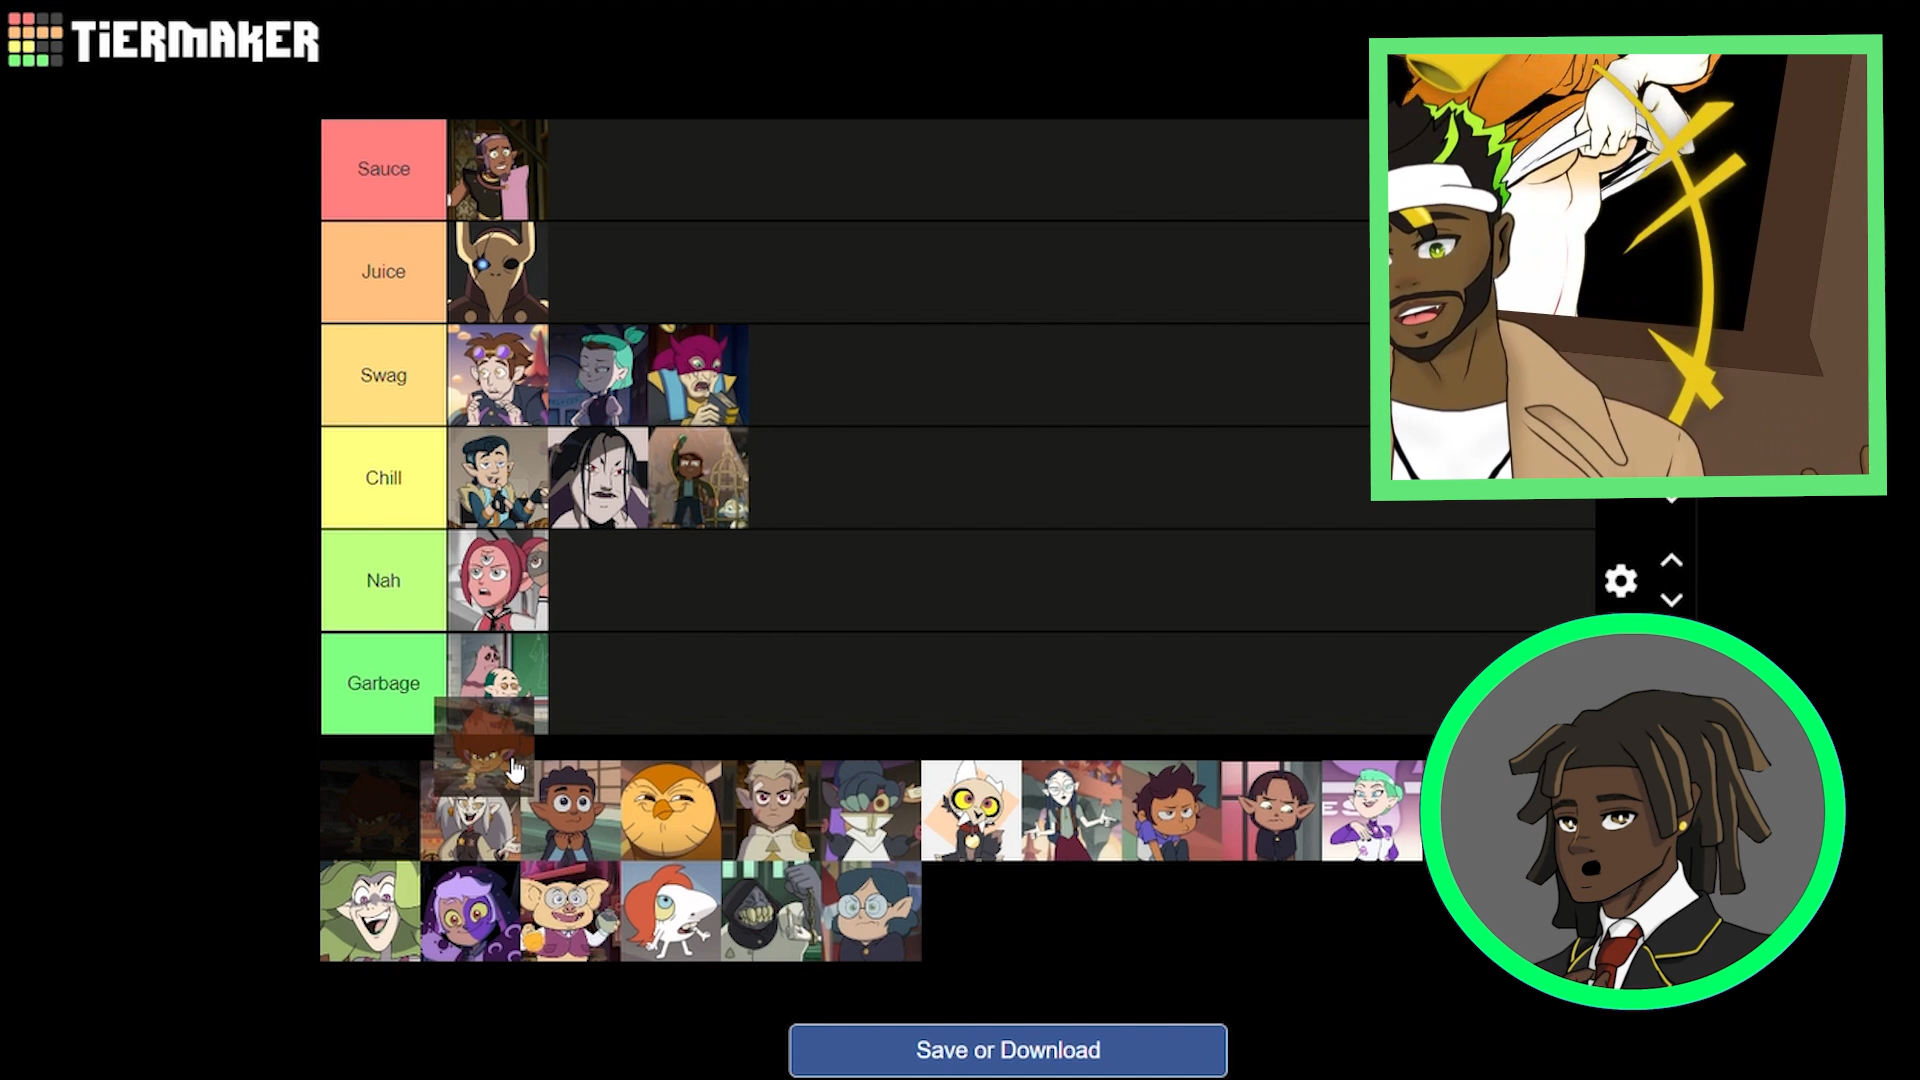 TiERMAKER
Sauce
Juice
Swag
Chill
Nah
Garbage
Save or Download